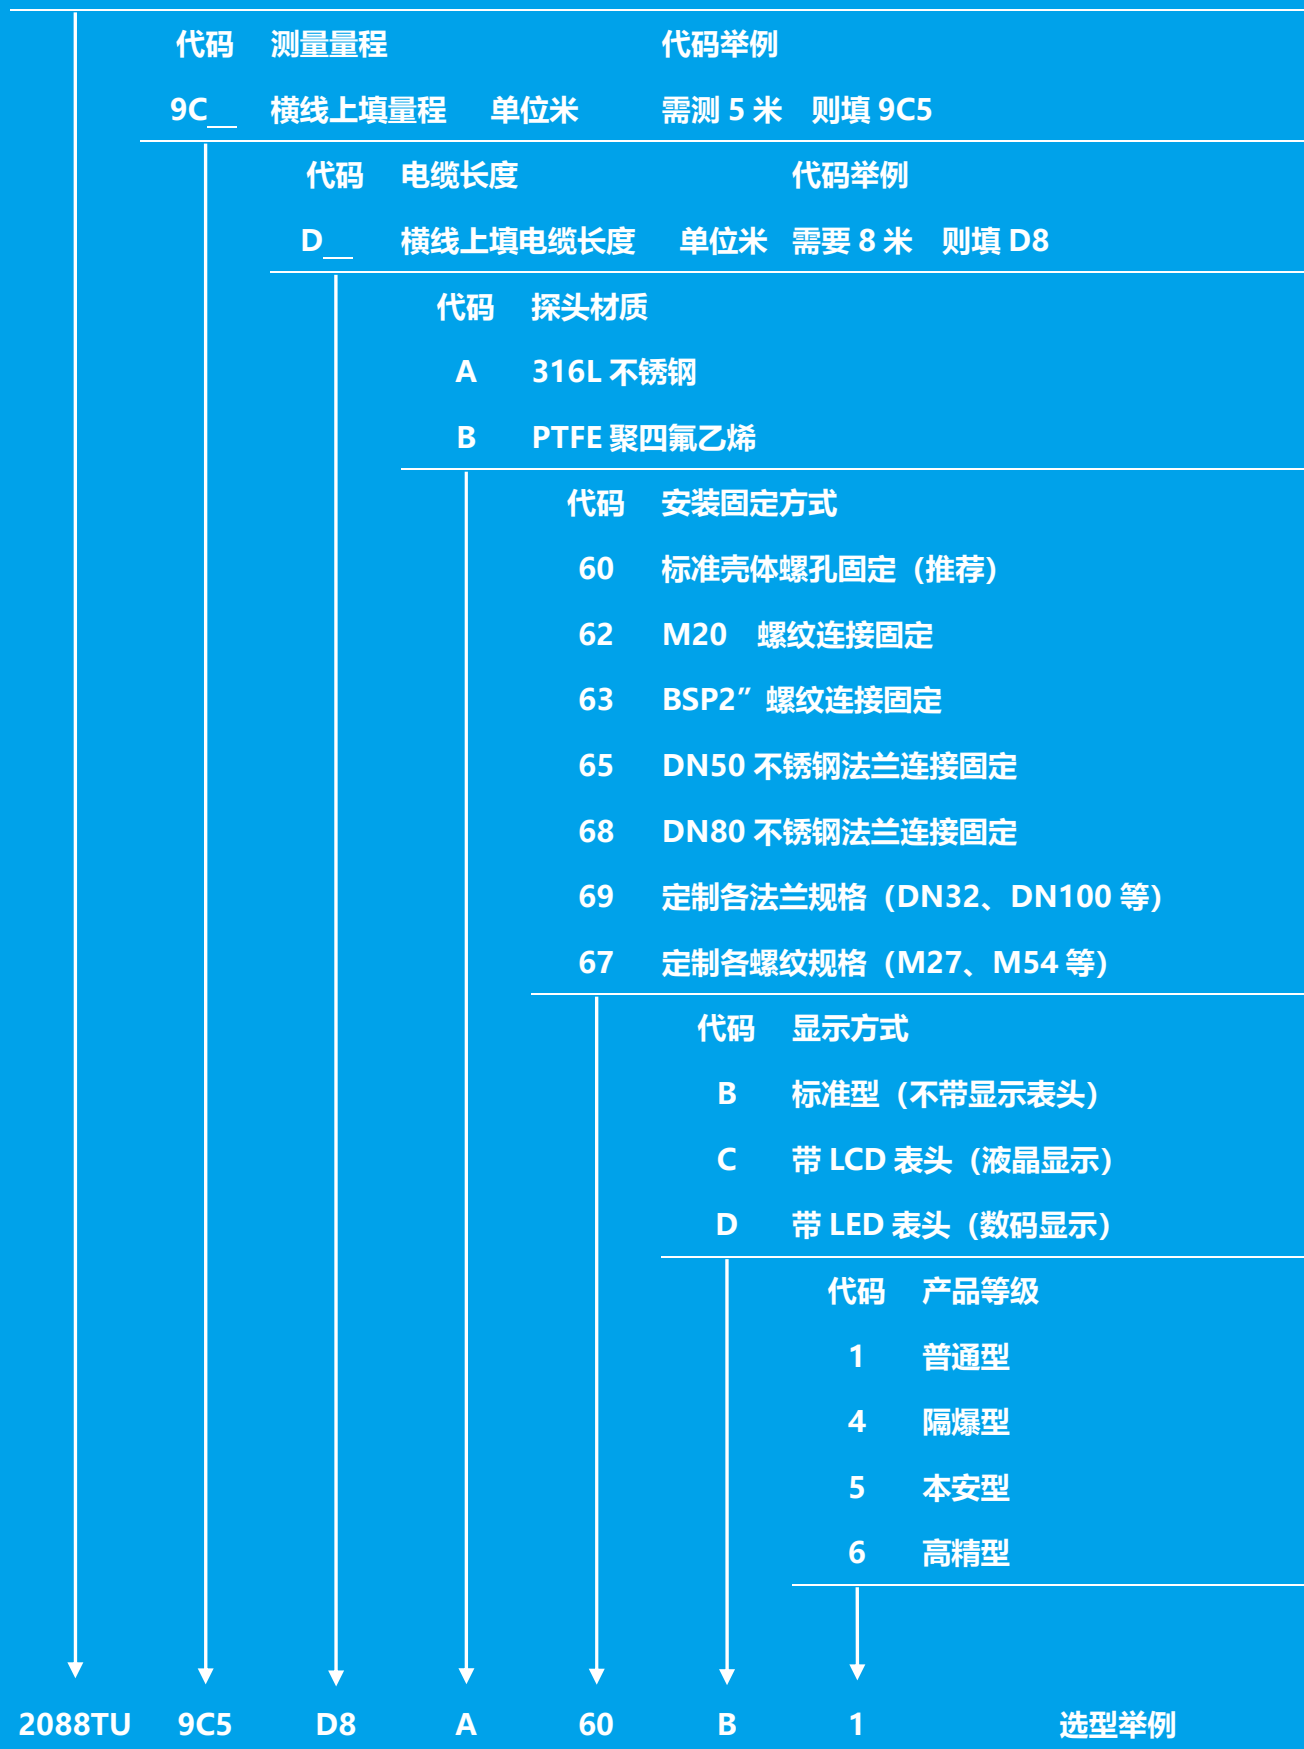 代码 测量量程 代码举例
9C__ 横线上填量程 单位米 需测 5 米 则填 9C5
代码 电缆长度 代码举例
D__ 横线上填电缆长度 单位米 需要 8 米 则填 D8
代码 探头材质
A 316L 不锈钢
B PTFE 聚四氟乙烯
代码 安装固定方式
60 标准壳体螺孔固定（推荐）
62 M20 螺纹连接固定
63 BSP2” 螺纹连接固定
65 DN50 不锈钢法兰连接固定
68 DN80 不锈钢法兰连接固定
69 定制各法兰规格（DN32、DN100 等）
67 定制各螺纹规格（M27、M54 等）
代码 显示方式
B 标准型（不带显示表头）
C 带 LCD 表头（液晶显示）
D 带 LED 表头（数码显示）
代码 产品等级
1 普通型
4 隔爆型
5 本安型
6 高精型
2088TU 9C5 D8 A 60 B 1 选型举例